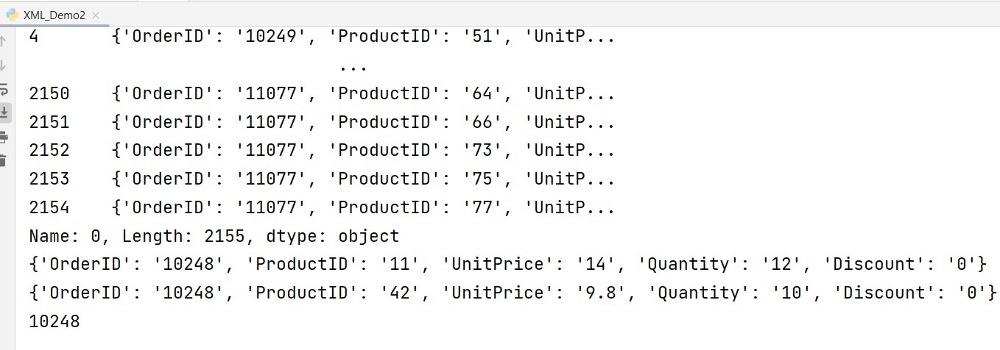 XML_Demo2
4       {'OrderID': '10249', 'ProductID': '51', 'UnitP...
                              ...
2150    {'OrderID': '11077', 'ProductID': '64', 'UnitP...
2151    {'OrderID': '11077', 'ProductID': '66', 'UnitP...
2152    {'OrderID': '11077', 'ProductID': '73', 'UnitP...
2153    {'OrderID': '11077', 'ProductID': '75', 'UnitP...
2154    {'OrderID': '11077', 'ProductID': '77', 'UnitP...
Name: 0, Length: 2155, dtype: object
{'OrderID': '10248', 'ProductID': '11', 'UnitPrice': '14', 'Quantity': '12', 'Discount': '0'}
{'OrderID': '10248', 'ProductID': '42', 'UnitPrice': '9.8', 'Quantity': '10', 'Discount': '0'}
10248